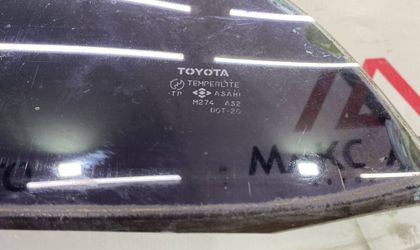 TOYOTA
TEMPERLITE
TP ASAHI
M274 AS2
DOT-20
МАКС А